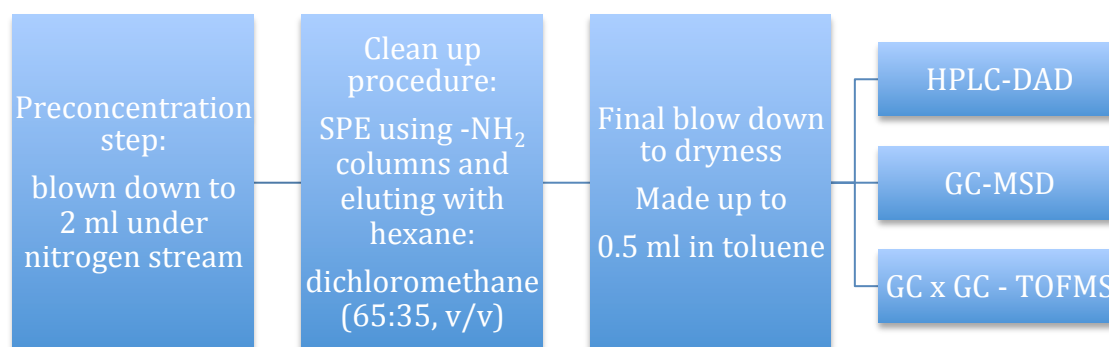 Preconcentration
step:
blown down to
2 ml under
nitrogen stream
Clean up
procedure:
SPE using -NH₂
columns and
eluting with
hexane:
dichloromethane
(65:35, v/v)
Final blow down
to dryness
Made up to
0.5 ml in toluene
HPLC-DAD
GC-MSD
GC x GC - TOFMS